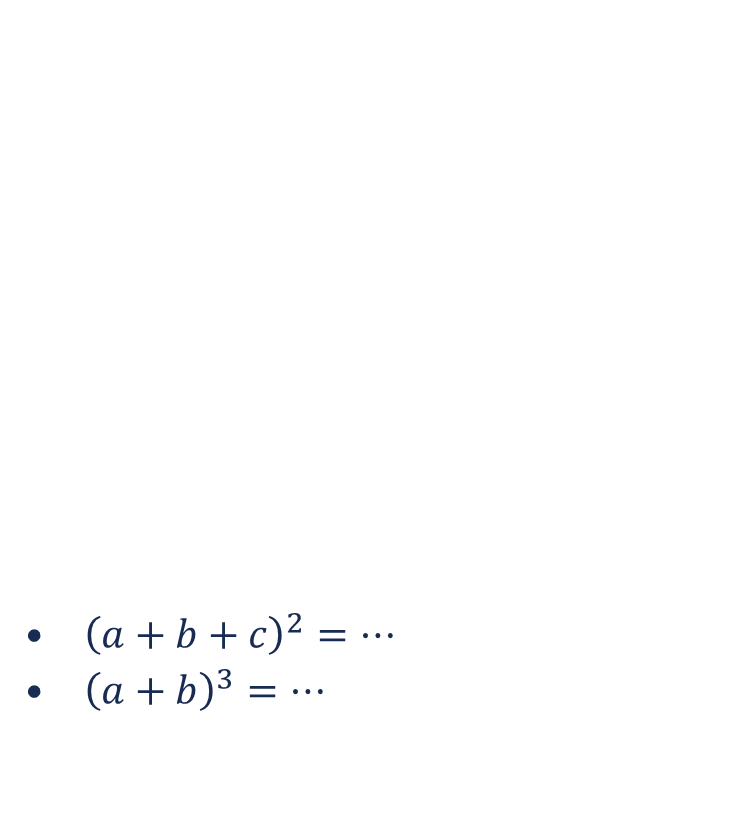 • (a + b + c)² = ⋯
• (a + b)³ = ⋯